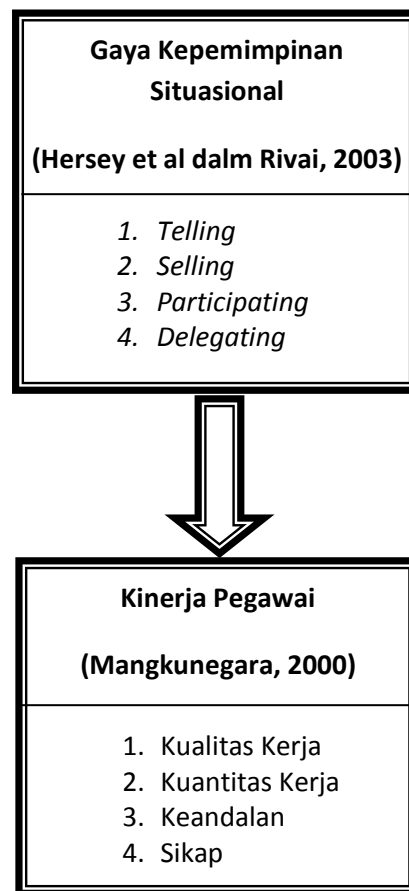 Gaya Kepemimpinan
Situasional
(Hersey et al dalm Rivai, 2003)
1. Telling
2. Selling
3. Participating
4. Delegating
Kinerja Pegawai
(Mangkunegara, 2000)
1. Kualitas Kerja
2. Kuantitas Kerja
3. Keandalan
4. Sikap